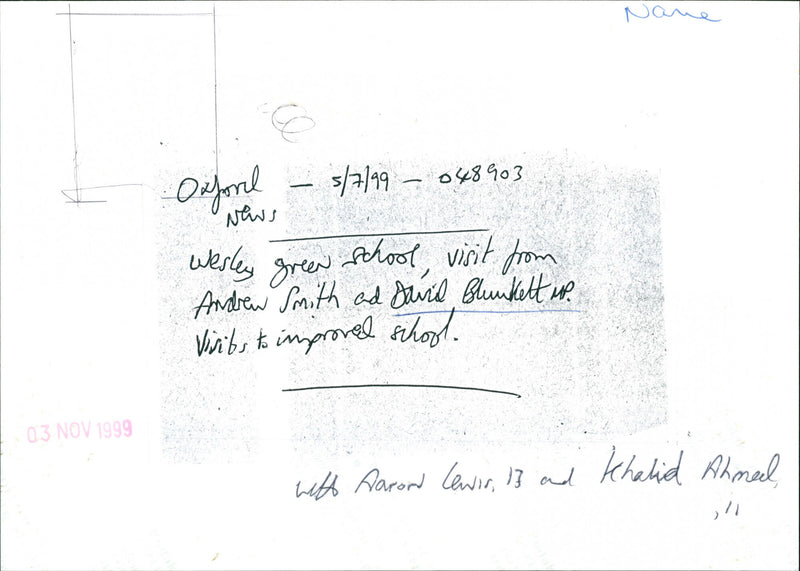 Name
Oxford — 5/7/99 — 048903
News
Wesley green school, visit from
Andrew Smith and David Blunkett MP.
Visits to improved school.
03 NOV 1999
with Aaron Lewis, 13 and Khalid Ahmed,
, 11